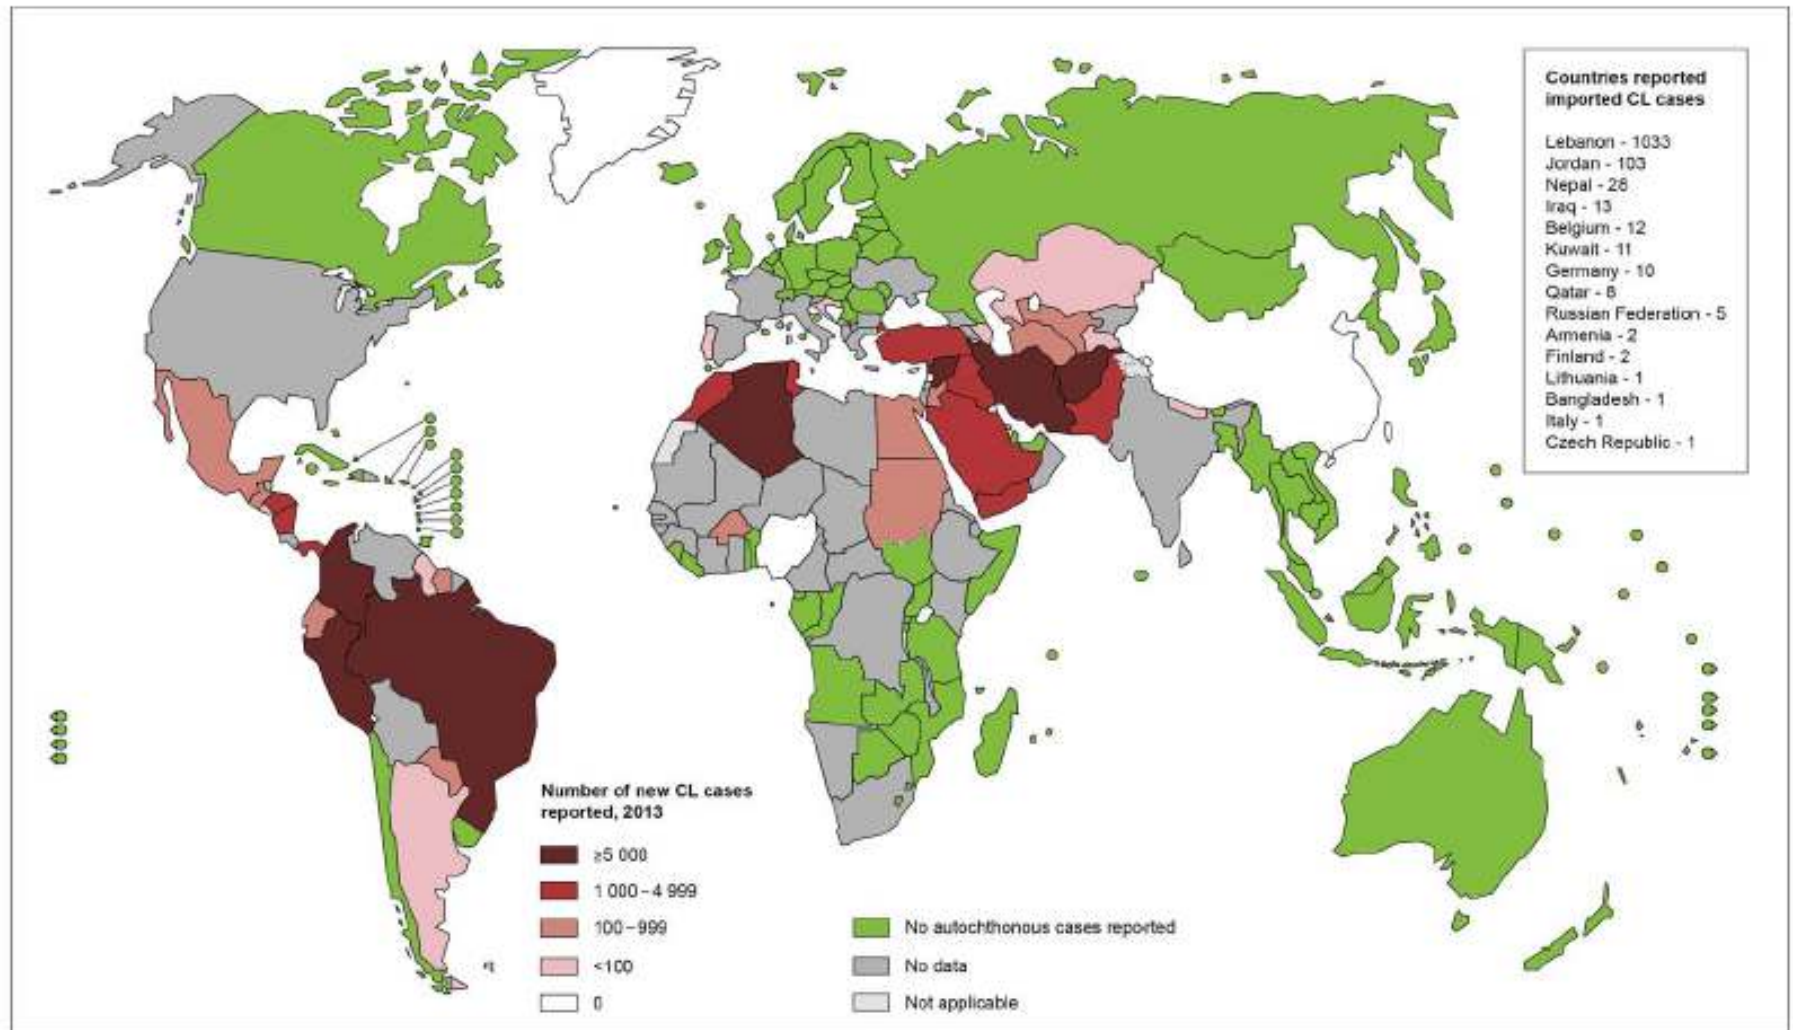 Countries reported
imported CL cases
Lebanon - 1033
Jordan - 103
Nepal - 28
Iraq - 13
Belgium - 12
Kuwait - 11
Germany - 10
Qatar - 8
Russian Federation - 5
Armenia - 2
Finland - 2
Lithuania - 1
Bangladesh - 1
Italy - 1
Czech Republic - 1
Number of new CL cases
reported, 2013
≥5 000
1 000 – 4 999
100 – 999
<100
0
No autochthonous cases reported
No data
Not applicable